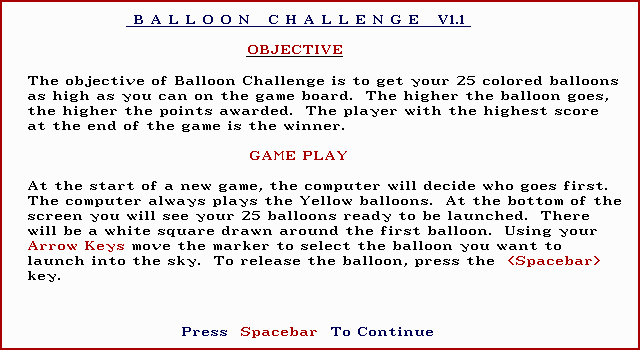 BALLOON CHALLENGE V1.1
OBJECTIVE
The objective of Balloon Challenge is to get your 25 colored balloons
as high as you can on the game board. The higher the balloon goes,
the higher the points awarded. The player with the highest score
at the end of the game is the winner.
GAME PLAY
At the start of a new game, the computer will decide who goes first.
The computer always plays the Yellow balloons. At the bottom of the
screen you will see your 25 balloons ready to be launched. There
will be a white square drawn around the first balloon. Using your
Arrow Keys move the marker to select the balloon you want to
launch into the sky. To release the balloon, press the <Spacebar>
key.
Press Spacebar To Continue